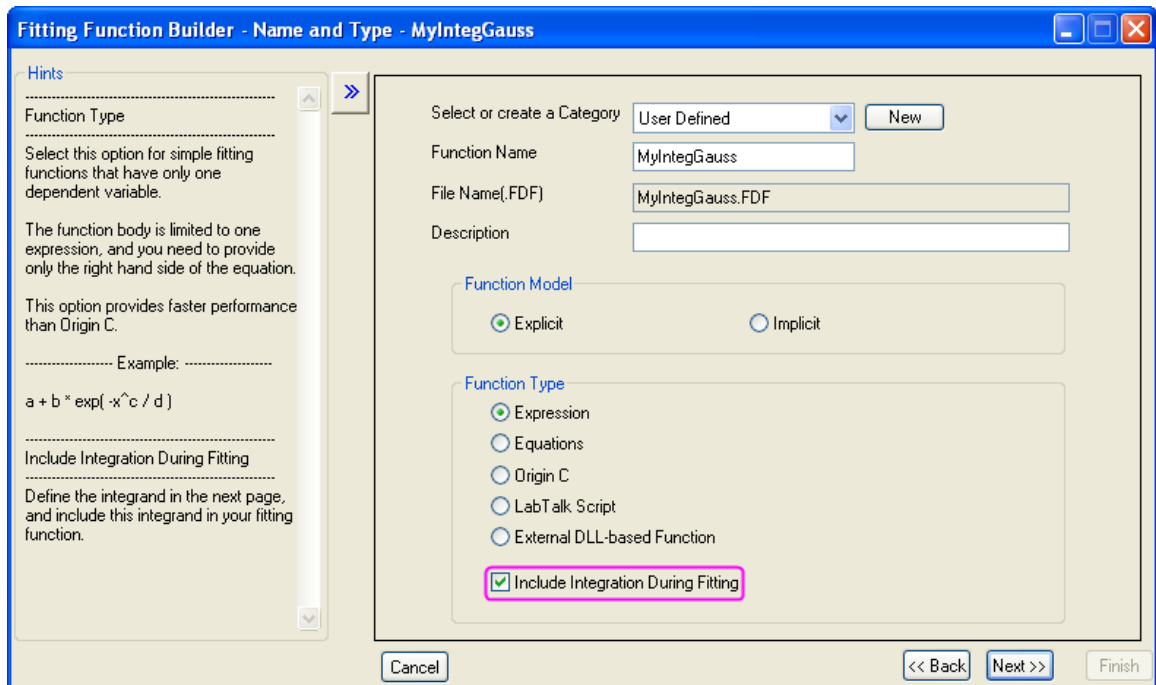 Fitting Function Builder - Name and Type - MyIntegGauss
Hints
--------------------------------------------------------
Function Type
--------------------------------------------------------
Select this option for simple fitting
functions that have only one
dependent variable.
The function body is limited to one
expression, and you need to provide
only the right hand side of the equation.
This option provides faster performance
than Origin C.
-------------------- Example: --------------------
a + b * exp( -x^c / d )
--------------------------------------------------------
Include Integration During Fitting
--------------------------------------------------------
Define the integrand in the next page,
and include this integrand in your fitting
function.
Select or create a Category User Defined New
Function Name MyIntegGauss
File Name(.FDF) MyIntegGauss.FDF
Description
Function Model
Explicit Implicit
Function Type
Expression
Equations
Origin C
LabTalk Script
External DLL-based Function
Include Integration During Fitting
Cancel << Back Next >> Finish